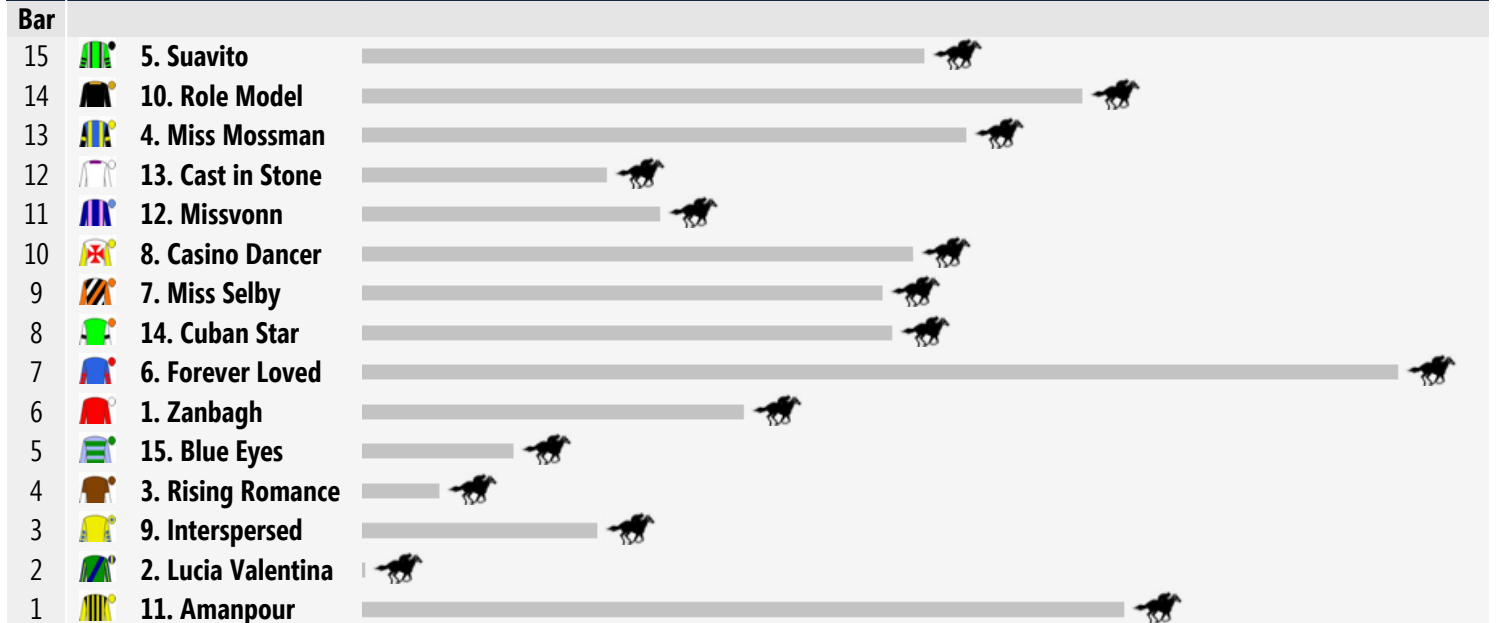 Bar
15 5. Suavito
14 10. Role Model
13 4. Miss Mossman
12 13. Cast in Stone
11 12. Missvonn
10 8. Casino Dancer
9 7. Miss Selby
8 14. Cuban Star
7 6. Forever Loved
6 1. Zanbagh
5 15. Blue Eyes
4 3. Rising Romance
3 9. Interspersed
2 2. Lucia Valentina
1 11. Amanpour